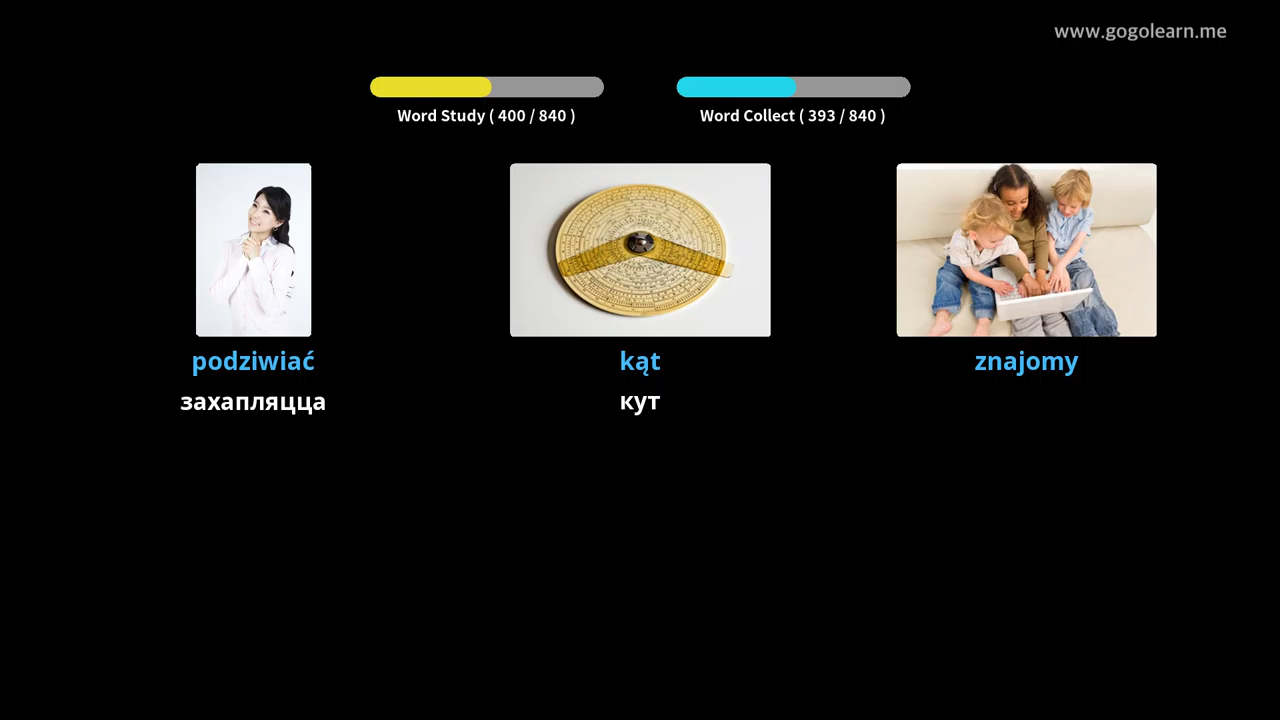 www.gogolearn.me
Word Study ( 400 / 840 )
Word Collect ( 393 / 840 )
podziwiać
kąt
znajomy
захапляцца
кут